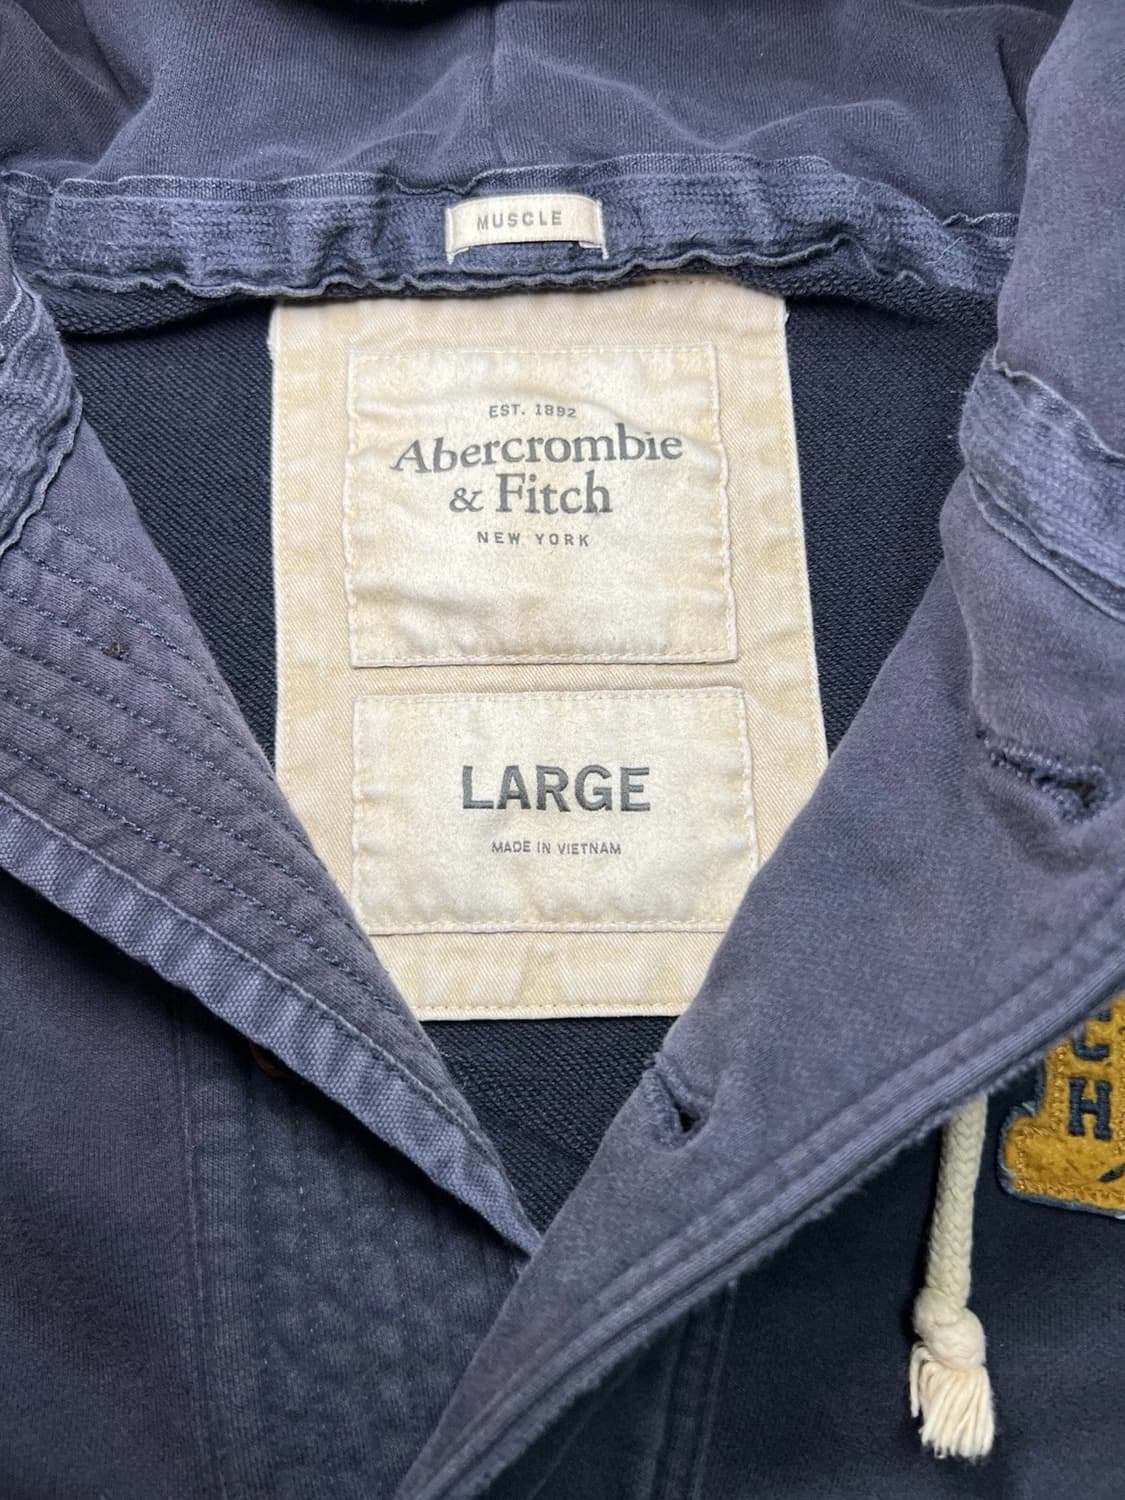 MUSCLE
EST. 1892
Abercrombie
& Fitch
NEW YORK
LARGE
MADE IN VIETNAM
H